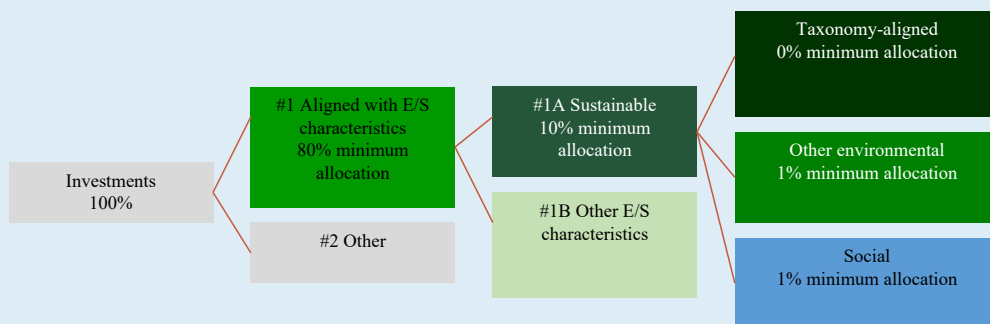 Investments
100%
#1 Aligned with E/S
characteristics
80% minimum
allocation
#2 Other
#1A Sustainable
10% minimum
allocation
#1B Other E/S
characteristics
Taxonomy-aligned
0% minimum allocation
Other environmental
1% minimum allocation
Social
1% minimum allocation